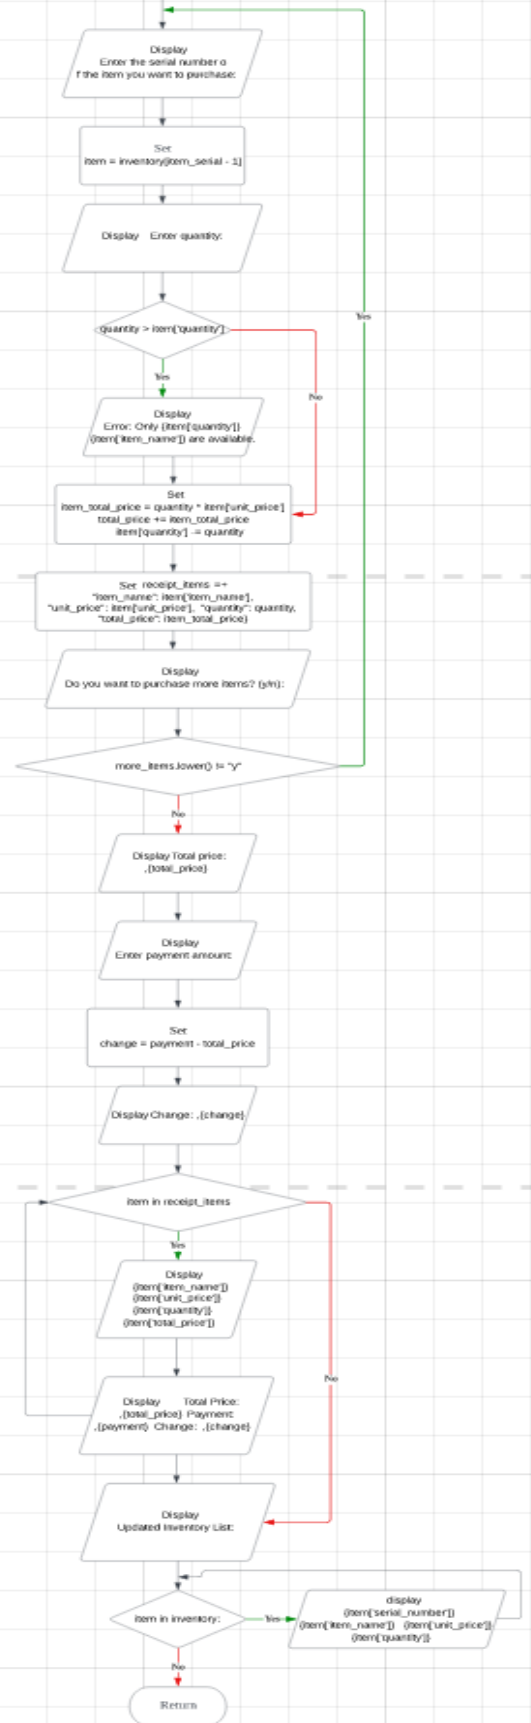 Display
Enter the serial number o
f the item you want to purchase:
Set
item = inventory[item_serial - 1]
Display Enter quantity:
quantity > item['quantity']
Yes
Yes
No
Display
Error: Only {item['quantity']}
{item['item_name']} are available.
Set
item_total_price = quantity * item['unit_price']
total_price += item_total_price
item['quantity'] -= quantity
Set receipt_items =+
"item_name": item['item_name'],
"unit_price": item['unit_price'], "quantity": quantity,
"total_price": item_total_price}
Display
Do you want to purchase more items? (y/n):
more_items.lower() != "y"
No
Display Total price:
,{total_price}
Display
Enter payment amount:
Set
change = payment - total_price
Display Change: ,{change}
item in receipt_items
Yes
Display
{item['item_name']}
{item['unit_price']}
{item['quantity']}
{item['total_price']}
No
Display Total Price:
,{total_price} Payment:
,{payment} Change: ,{change}
Display
Updated Inventory List:
item in inventory:
Yes
display
{item['serial_number']}
{item['item_name']} {item['unit_price']}
{item['quantity']}
No
Return